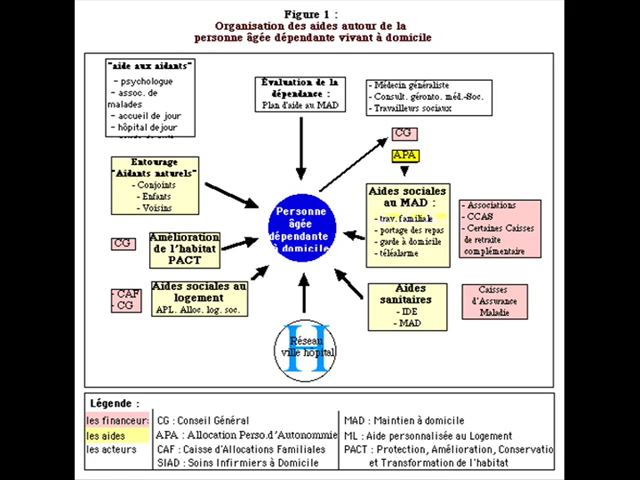 Figure 1 :
Organisation des aides autour de la
personne âgée dépendante vivant à domicile
"aide aux aidants"
- psychologue
- assoc. de
malades
- accueil de jour
- hôpital de jour
Évaluation de la
dépendance :
Plan d'aide au MAD
- Médecin généraliste
- Consult. géronto. méd.-Soc.
- Travailleurs sociaux
CG
APA
Entourage
"Aidants naturels"
- Conjoints
- Enfants
- Voisins
Personne
âgée
dépendante
à domicile
Aides sociales
au MAD :
- trav. familiale
- portage des repas
- garde à domicile
- téléalarme
- Associations
- CCAS
- Certaines Caisses
de retraite
complémentaire
CG
Amélioration
de l'habitat
PACT
- CAF
- CG
Aides sociales au
logement
APL. Alloc. log. soc.
Aides
sanitaires
- IDE
- MAD
Caisses
d'Assurance
Maladie
H
Réseau
ville hôpital
Légende :
les financeurs
CG : Conseil Général
MAD : Maintien à domicile
les aides
APA : Allocation Perso.d'Autonomie
ML : Aide personnalisée au Logement
les acteurs
CAF : Caisse d'Allocations Familiales
PACT : Protection, Amélioration, Conservatio
SIAD : Soins Infirmiers à Domicile
et Transformation de l'habitat